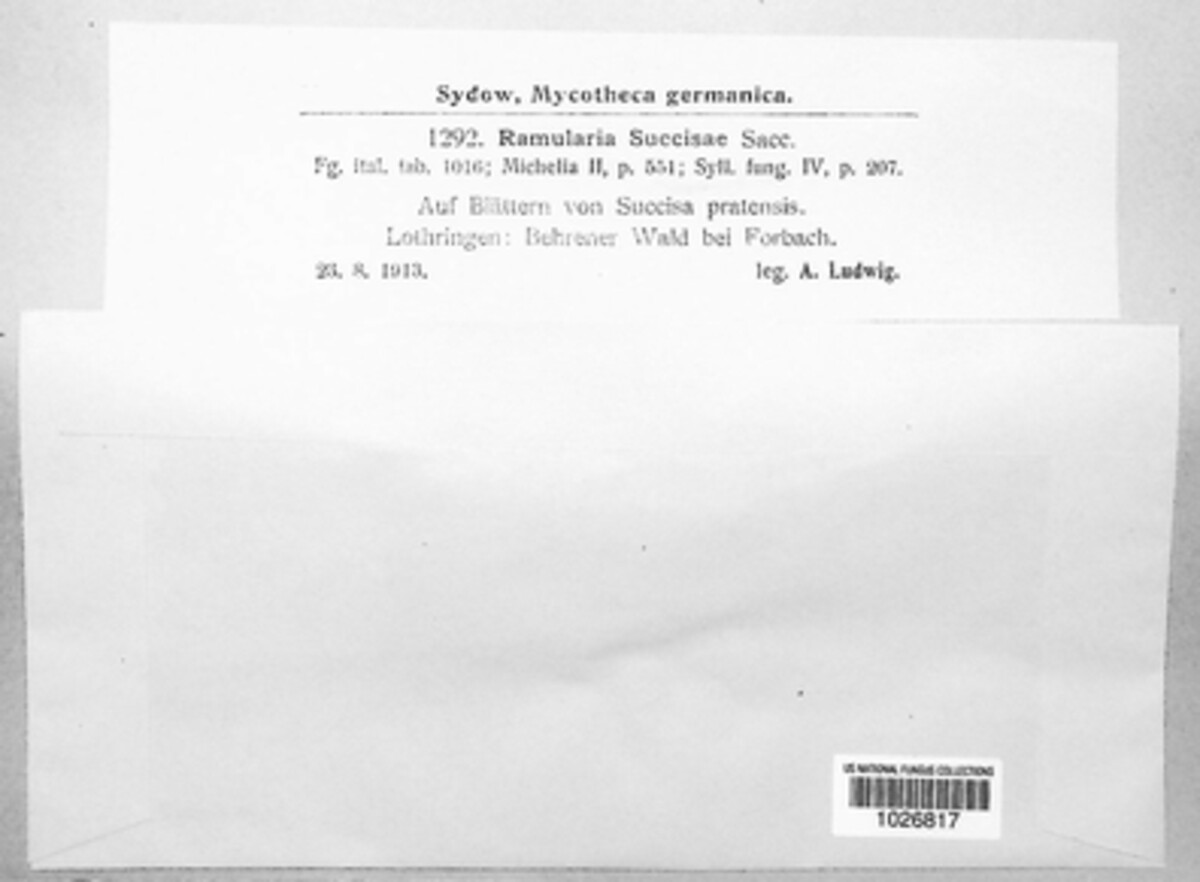 Sydow, Mycotheca germanica.
1292. Ramularia Succisae Sacc.
Fg. ital. tab. 1016; Michelia II, p. 551; Syll. fung. IV, p. 207.
Auf Blättern von Succisa pratensis.
Lothringen: Behrener Wald bei Forbach.
23. 8. 1913. leg. A. Ludwig.
US NATIONAL FUNGUS COLLECTIONS
1026817